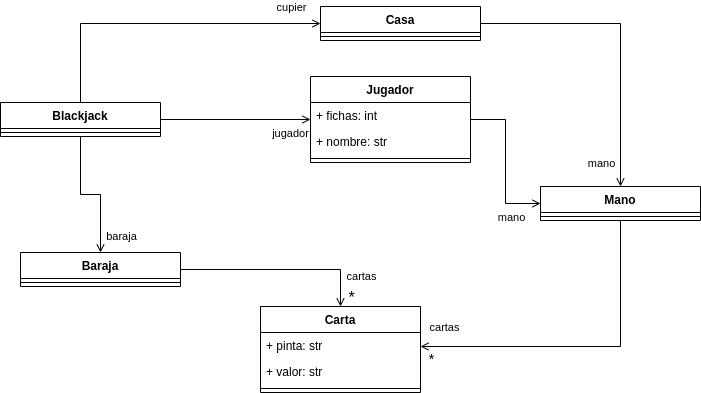 cupier
Casa
Jugador
+ fichas: int
+ nombre: str
Blackjack
jugador
mano
Mano
mano
baraja
Baraja
cartas
*
Carta
+ pinta: str
+ valor: str
cartas
*